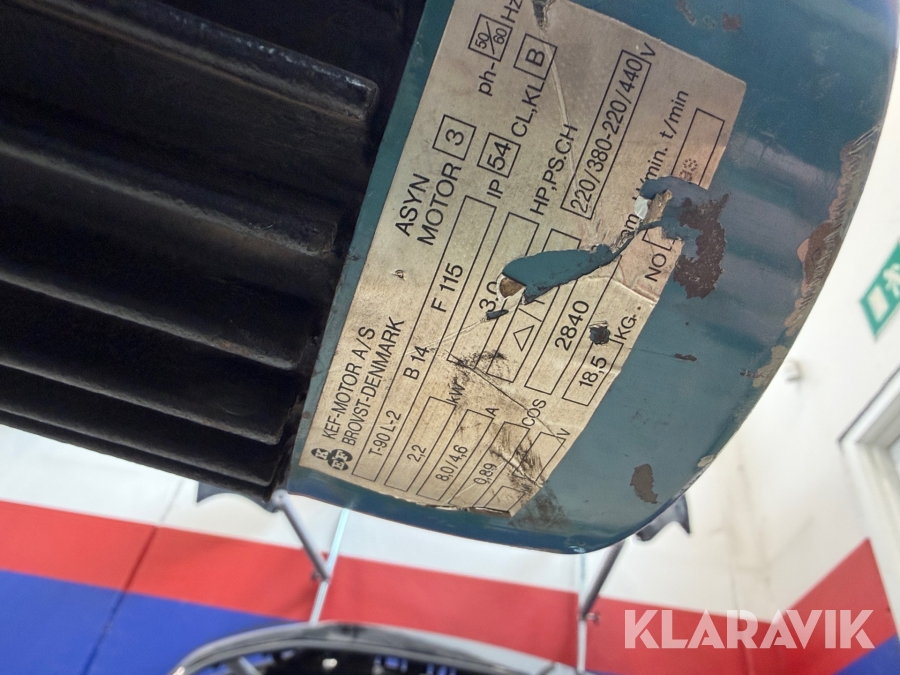 KEF-MOTOR A/S
BROVST-DENMARK
ASYN
MOTOR 3 ph- 50/60 Hz
T-90 L-2 B 14 F 115 IP 54 CL,KL B
2,2 kW 3,0 HP,PS,CH
8,0/4,6 A △ 220/380-220/440 V
0,89 COS 2840 t/min
V 18,5 KG. NO
KLARAVIK